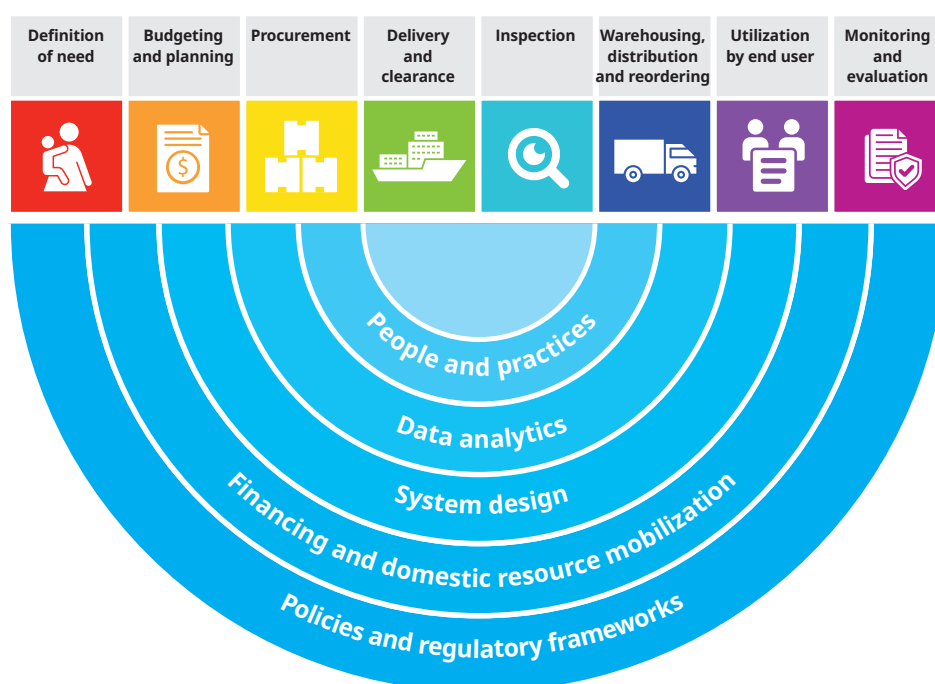 Definition
of need
Budgeting
and planning
Procurement
Delivery
and
clearance
Inspection
Warehousing,
distribution
and reordering
Utilization
by end user
Monitoring
and
evaluation
$
People and practices
Data analytics
System design
Financing and domestic resource mobilization
Policies and regulatory frameworks